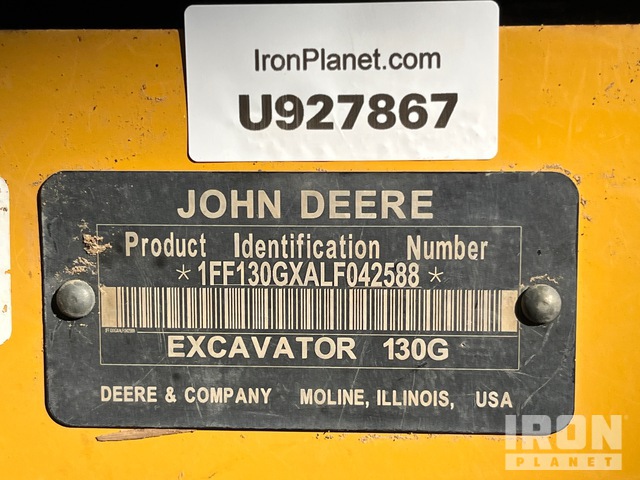 IronPlanet.com
U927867
JOHN DEERE
Product Identification Number
* 1FF130GXALF042588 *
EXCAVATOR 130G
DEERE & COMPANY MOLINE, ILLINOIS, USA
IRON
PLANET